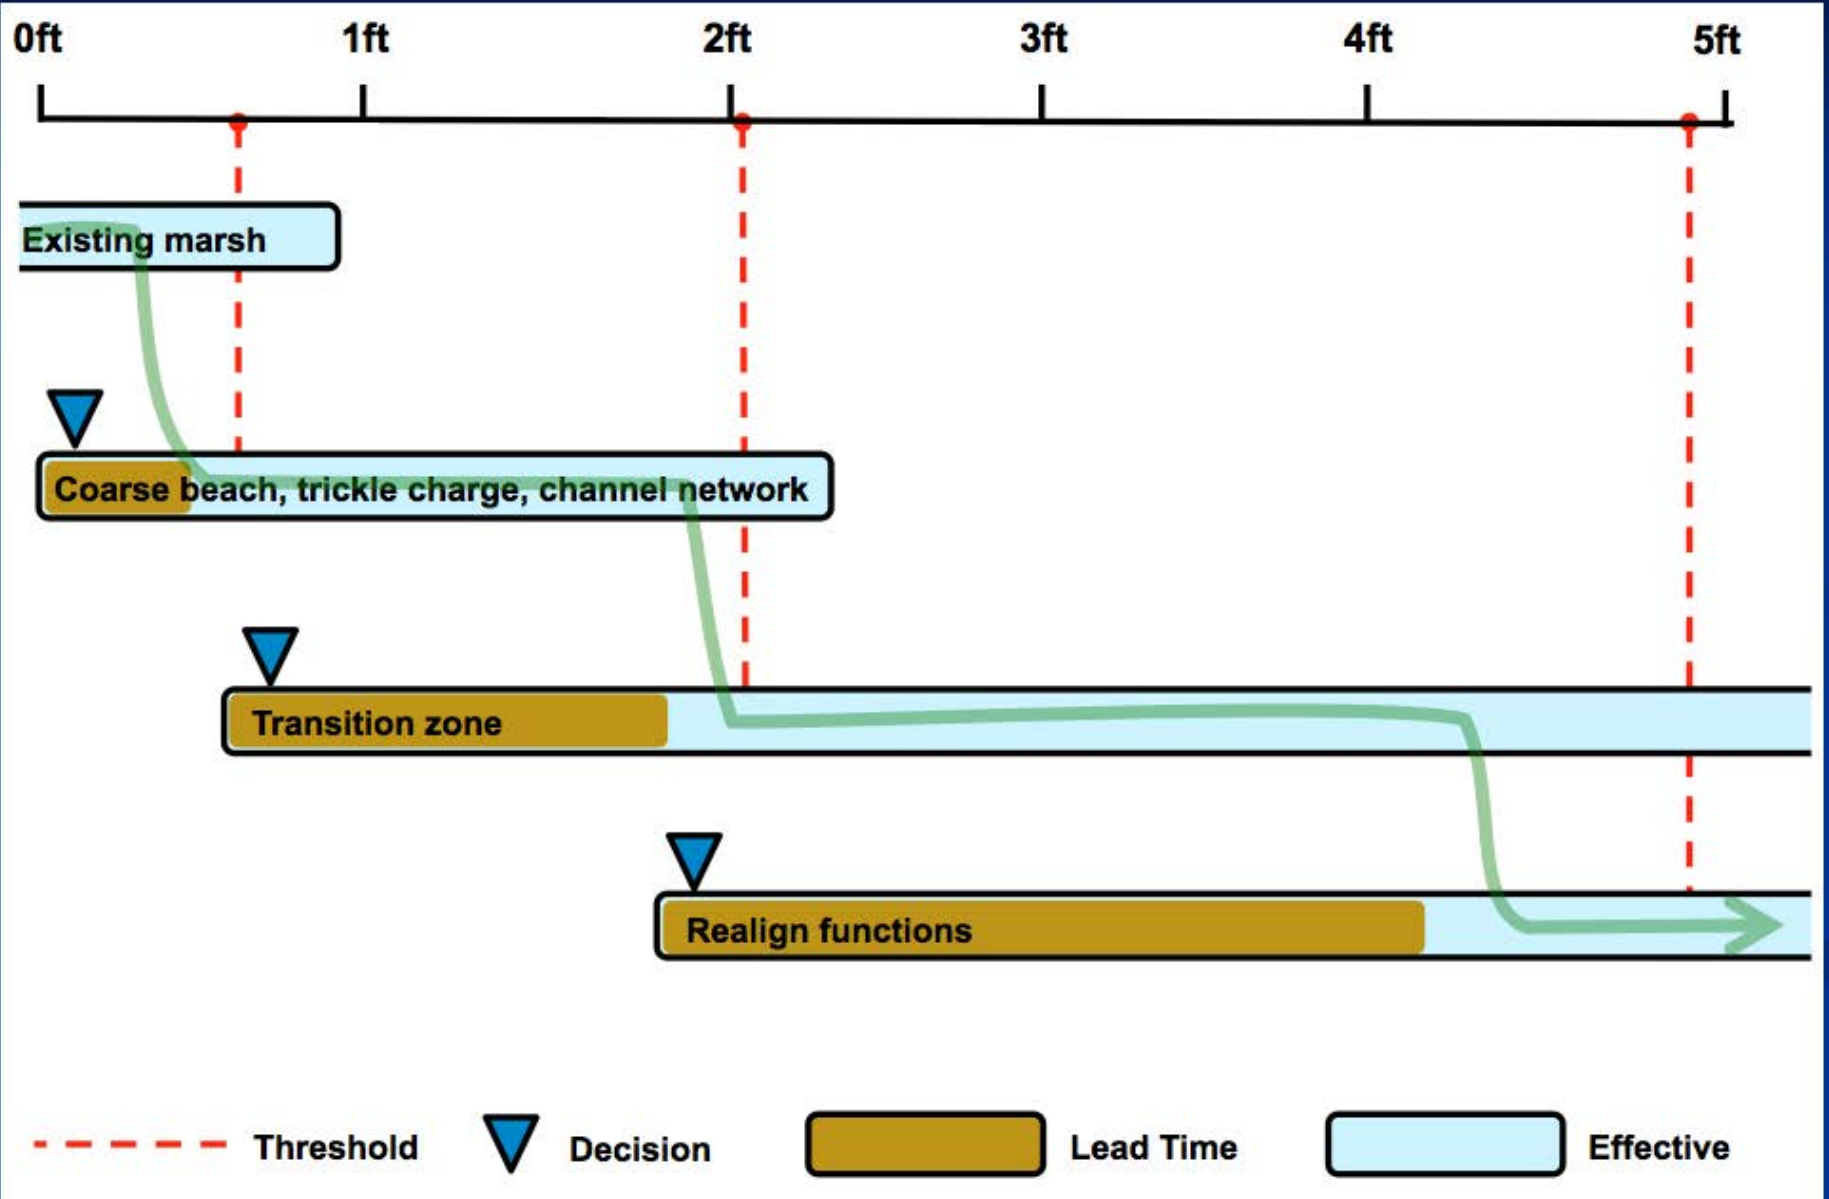 0ft 1ft 2ft 3ft 4ft 5ft
Existing marsh
Coarse beach, trickle charge, channel network
Transition zone
Realign functions
Threshold Decision Lead Time Effective